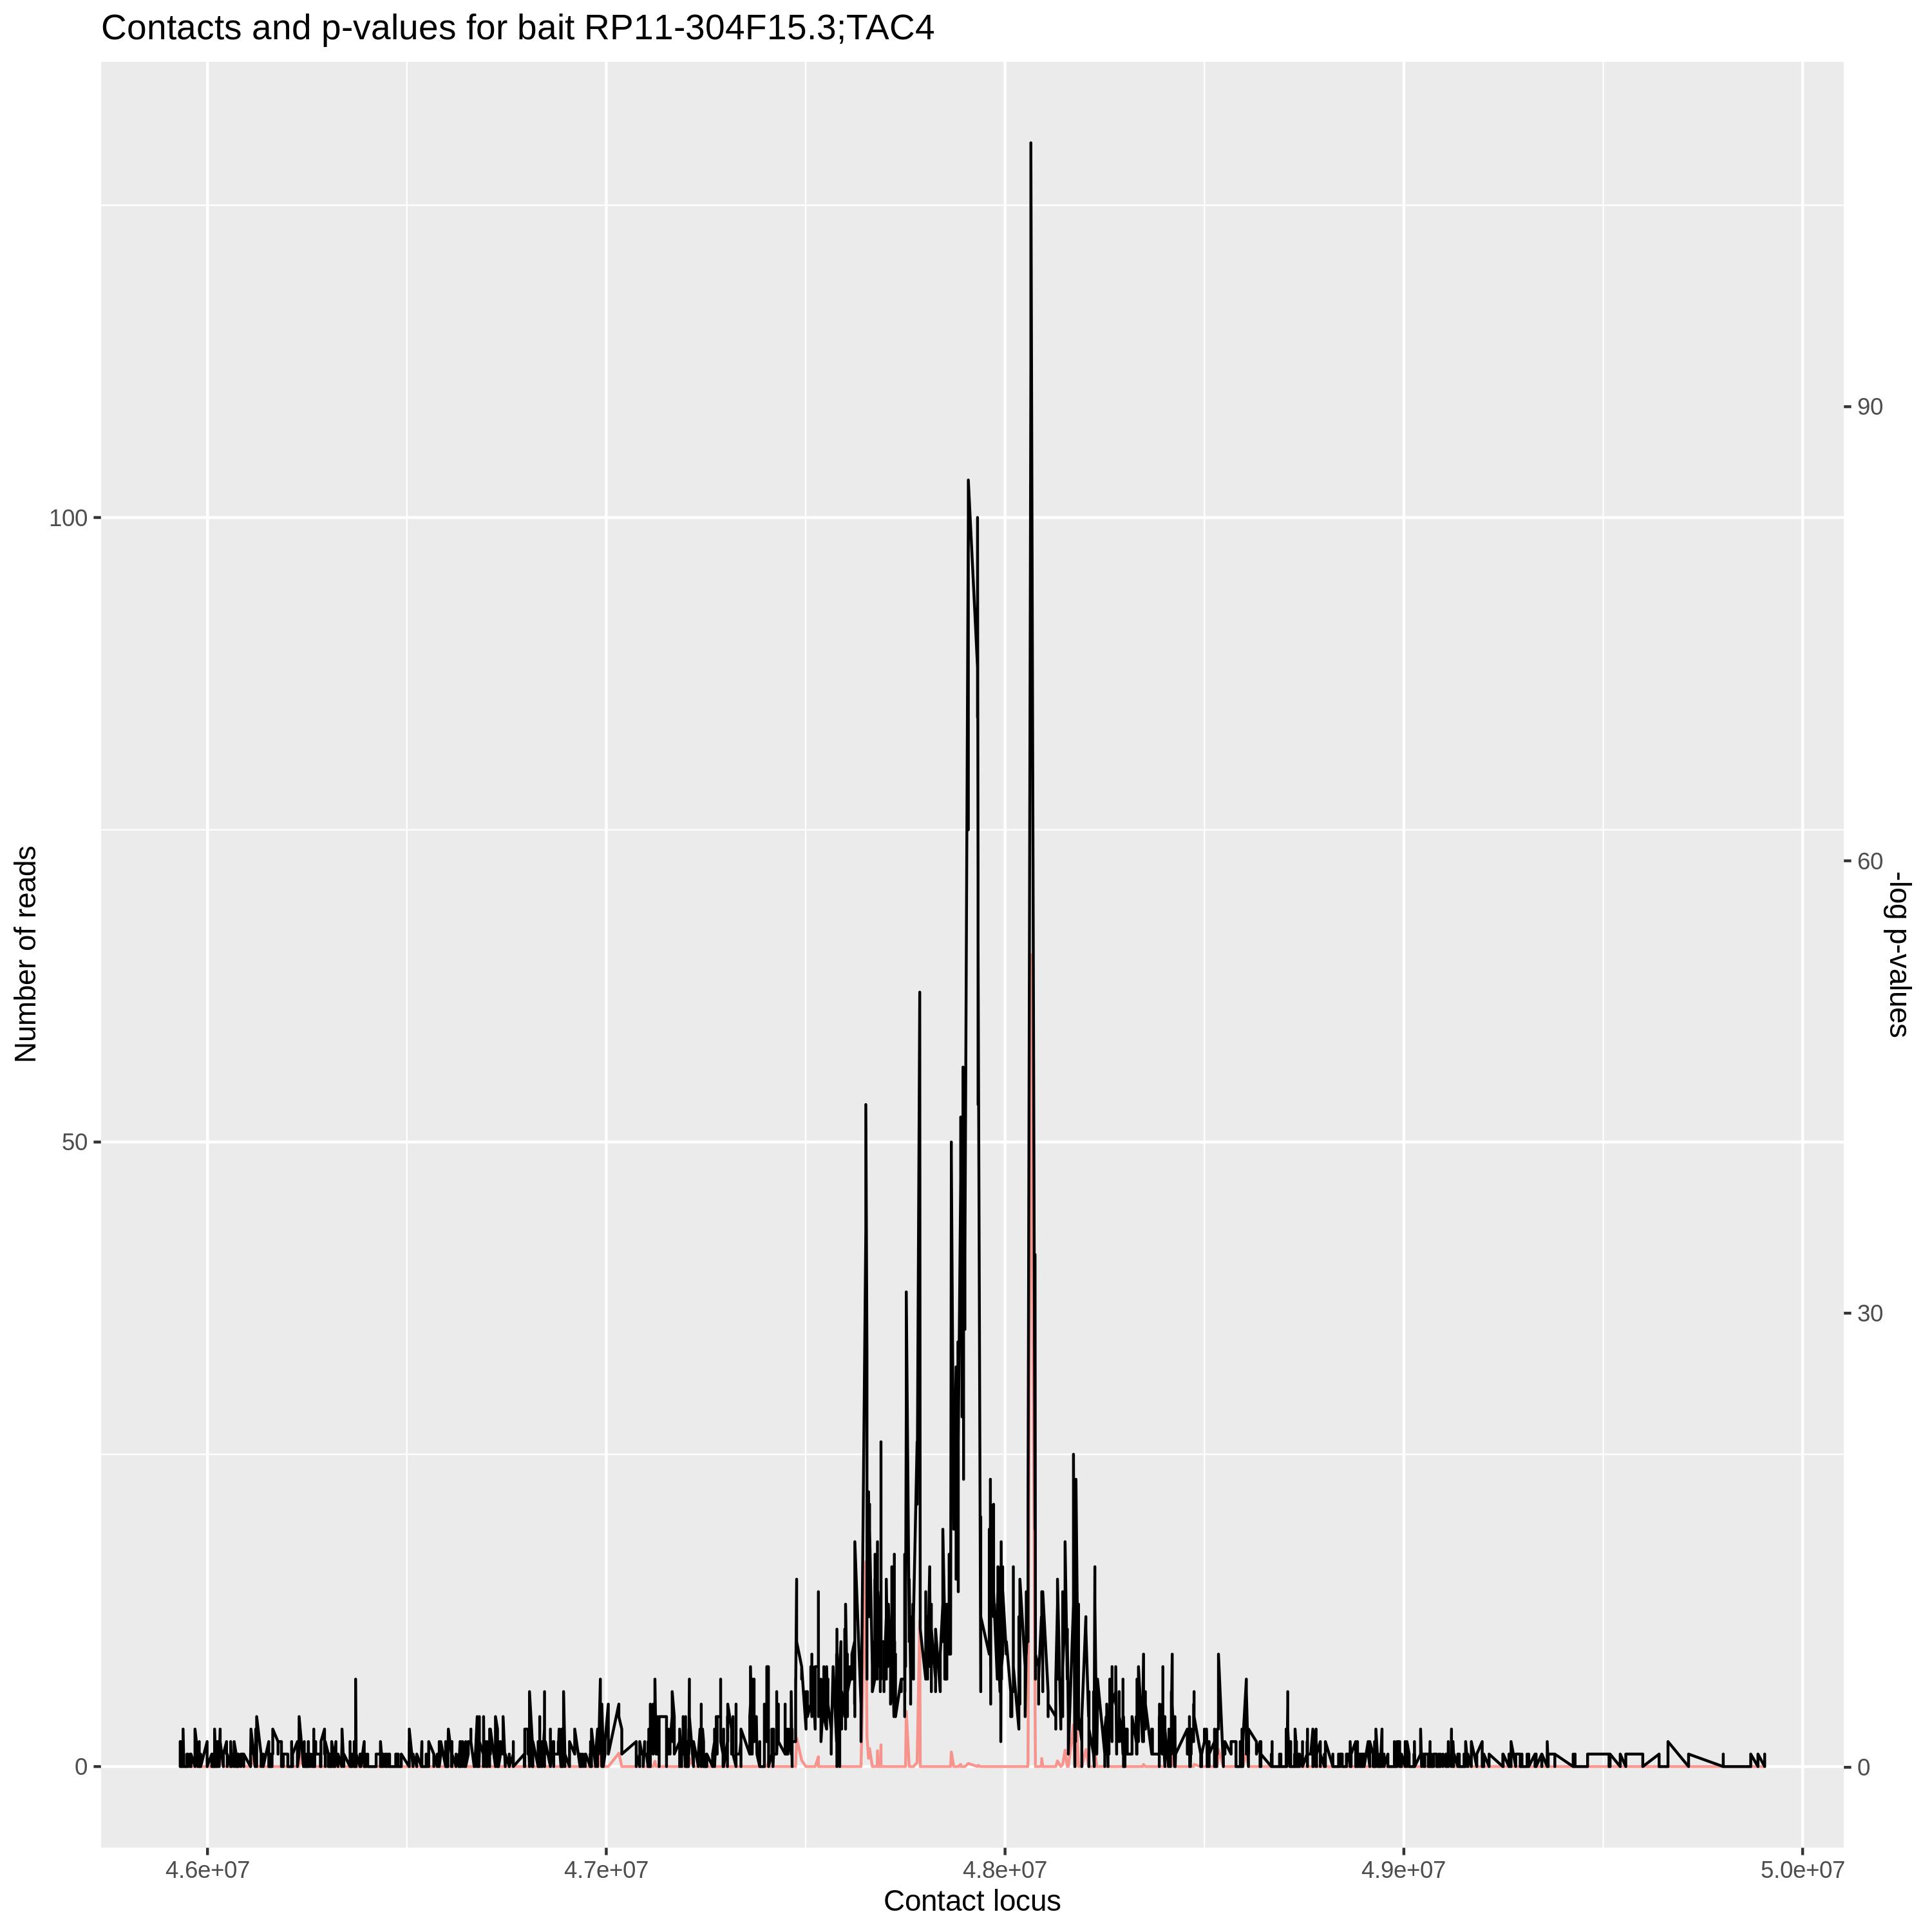 Contacts and p-values for bait RP11-304F15.3;TAC4
Number of reads
100
50
0
90
60
30
0
-log p-values
4.6e+07
4.7e+07
4.8e+07
4.9e+07
5.0e+07
Contact locus